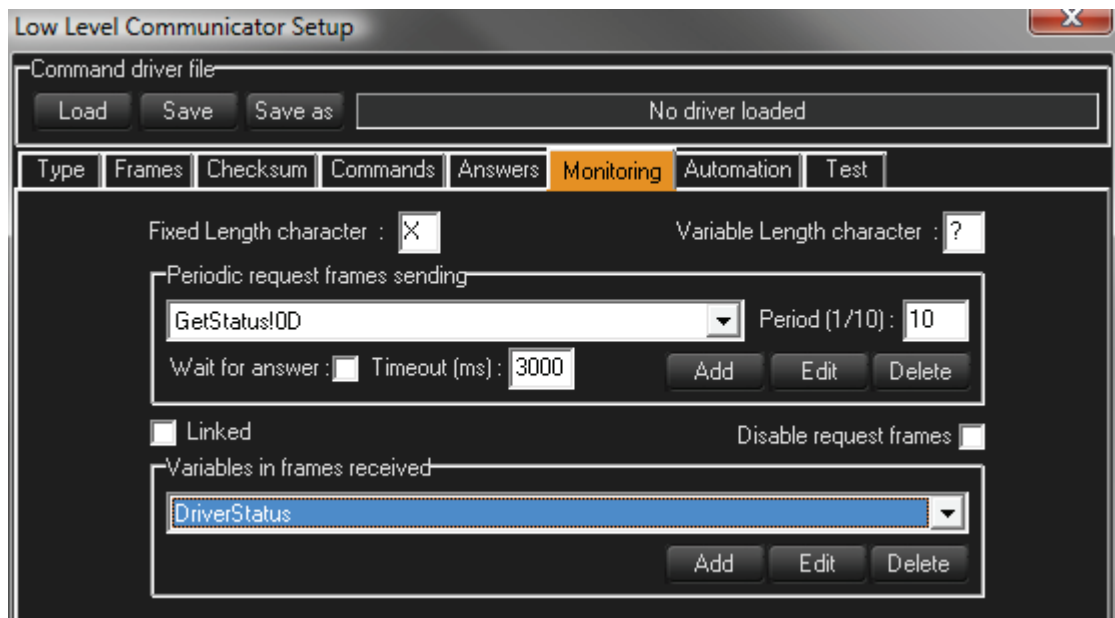 Low Level Communicator Setup
X
Command driver file
Load Save Save as No driver loaded
Type Frames Checksum Commands Answers Monitoring Automation Test
Fixed Length character : X Variable Length character : ?
Periodic request frames sending
GetStatus!0D Period (1/10) : 10
Wait for answer : Timeout (ms) : 3000 Add Edit Delete
Linked Disable request frames
Variables in frames received
DriverStatus
Add Edit Delete